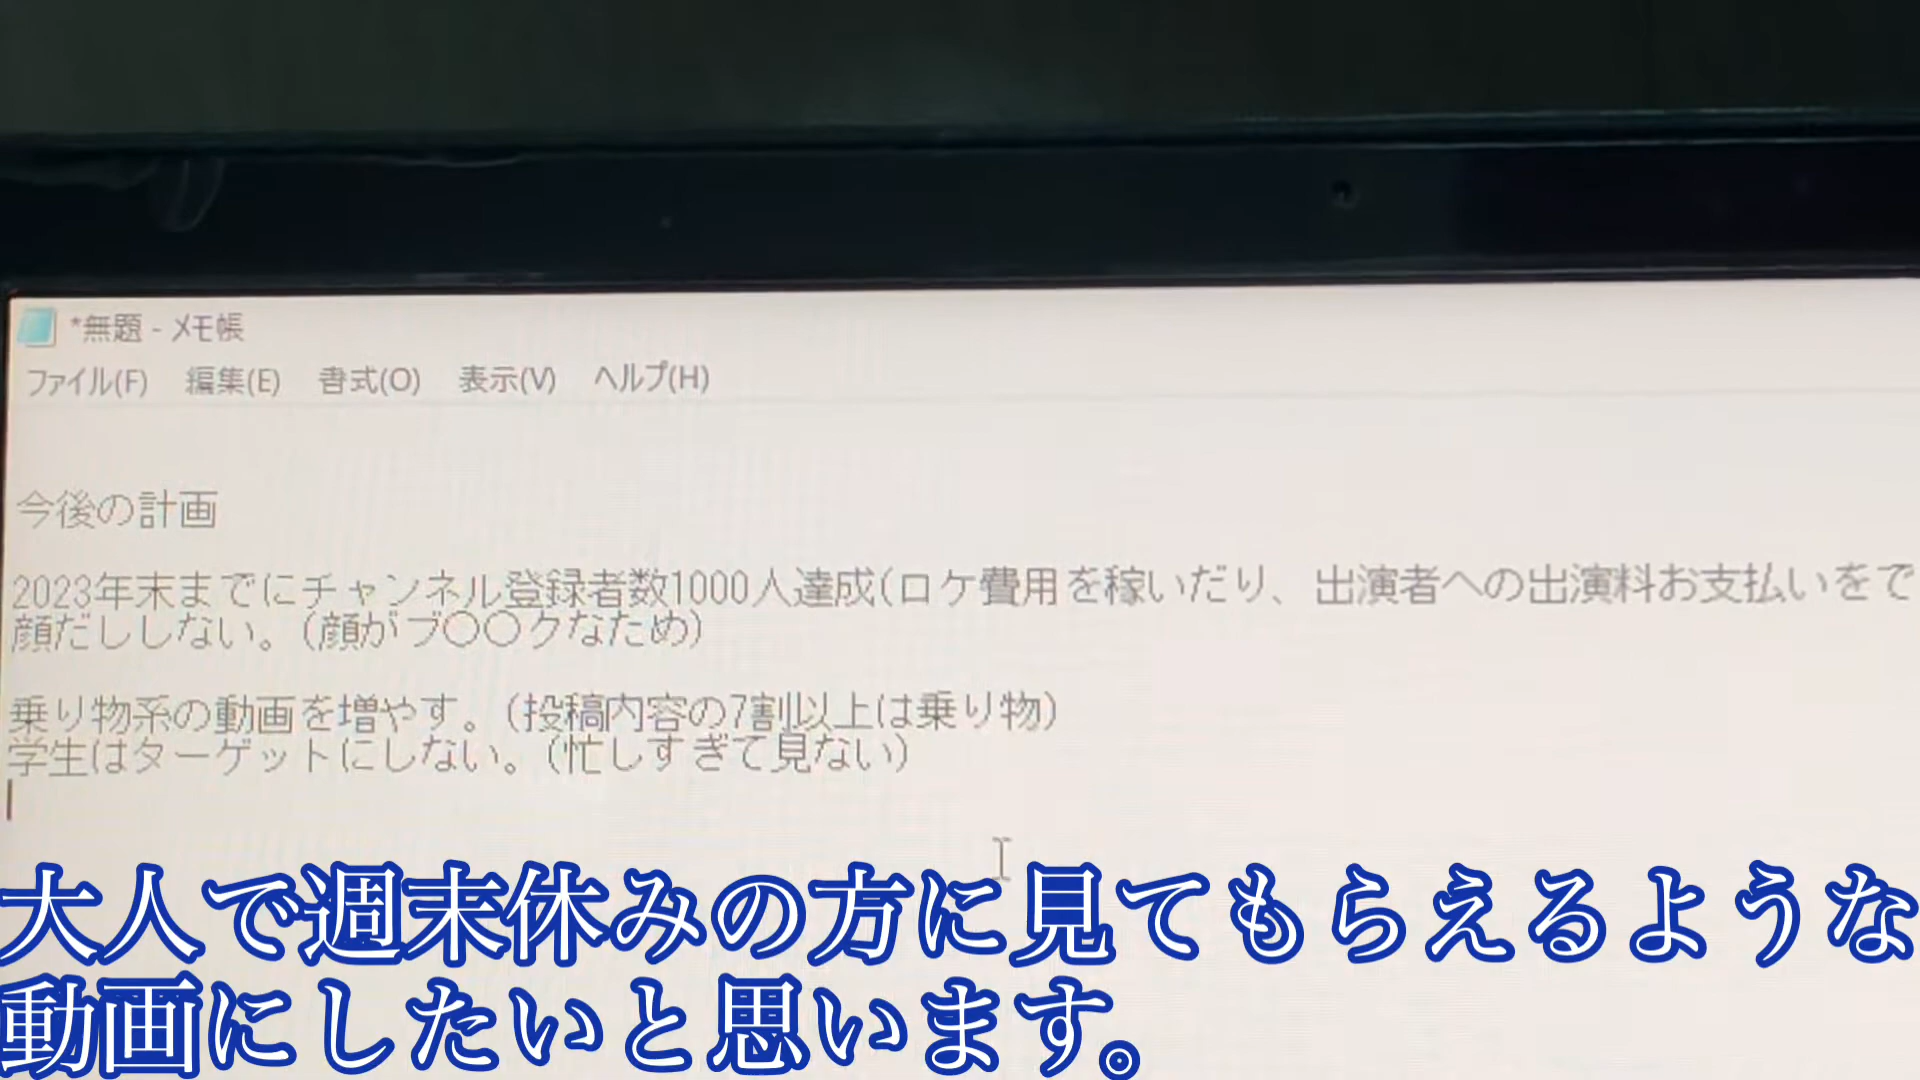 *無題 - メモ帳
ファイル(F) 編集(E) 書式(O) 表示(V) ヘルプ(H)
今後の計画
2023年末までにチャンネル登録者数1000人達成(ロケ費用を稼いだり、出演者への出演料お支払いをで
顔だししない。(顔がブ〇〇クなため)
乗り物系の動画を増やす。(投稿内容の7割以上は乗り物)
学生はターゲットにしない。(忙しすぎて見ない)
大人で週末休みの方に見てもらえるような
動画にしたいと思います。